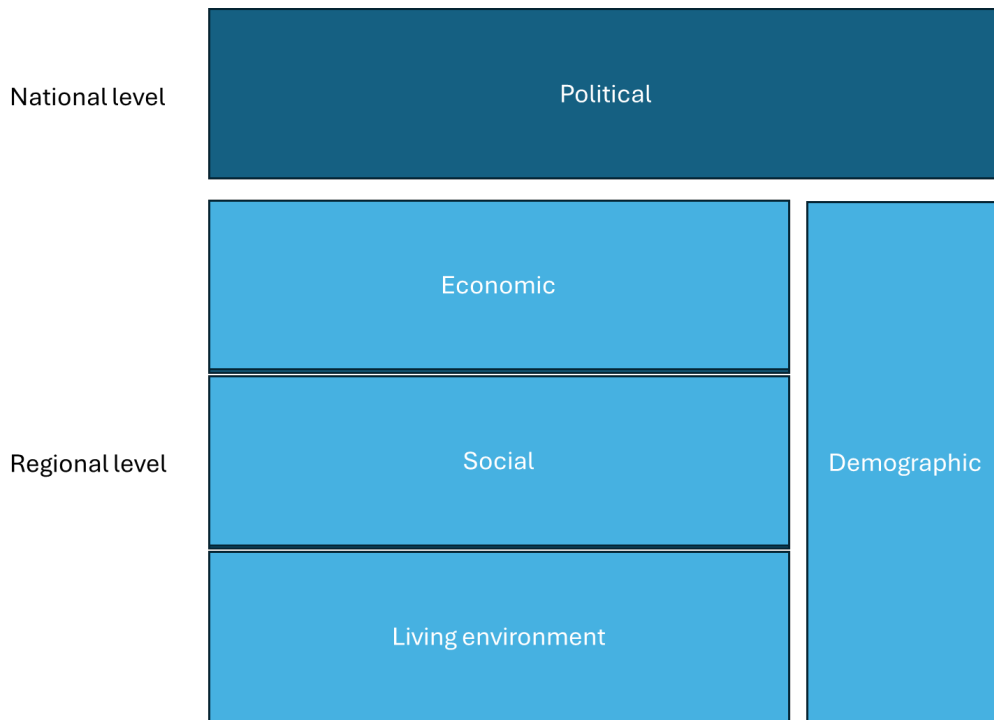 National level
Political
Economic
Regional level
Social
Demographic
Living environment